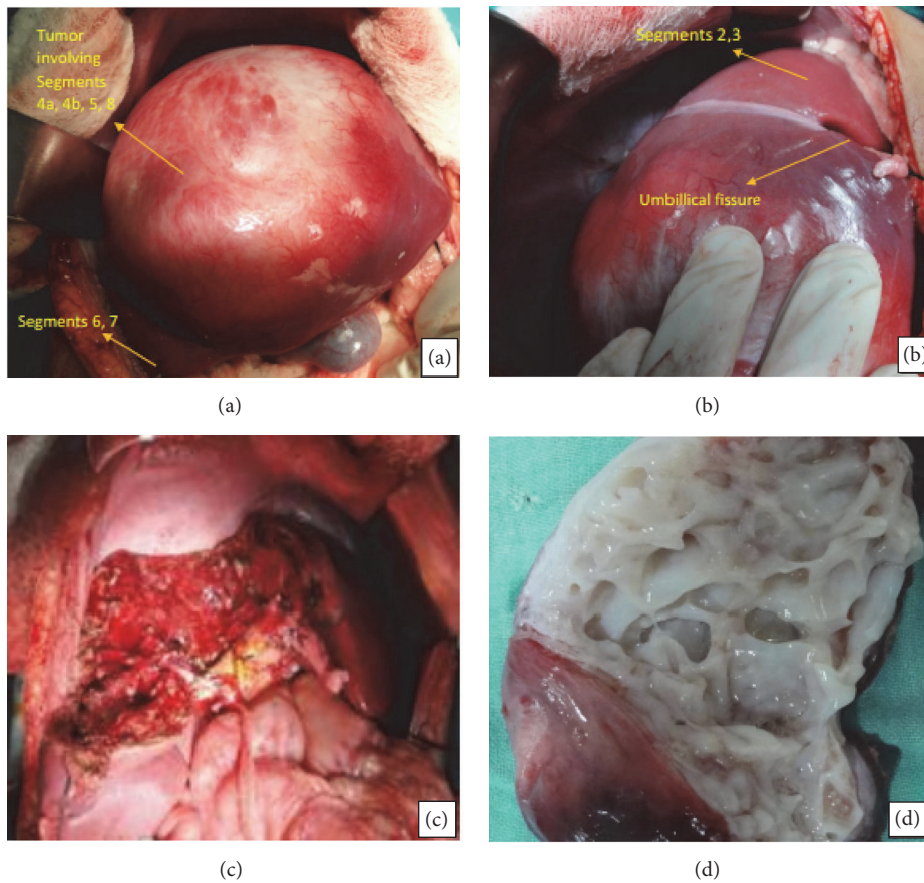 Tumor
involving
Segments
4a, 4b, 5, 8
Segments 6, 7
(a)
Segments 2,3
Umbillical fissure
(b)
(a)
(b)
(c)
(d)
(c)
(d)